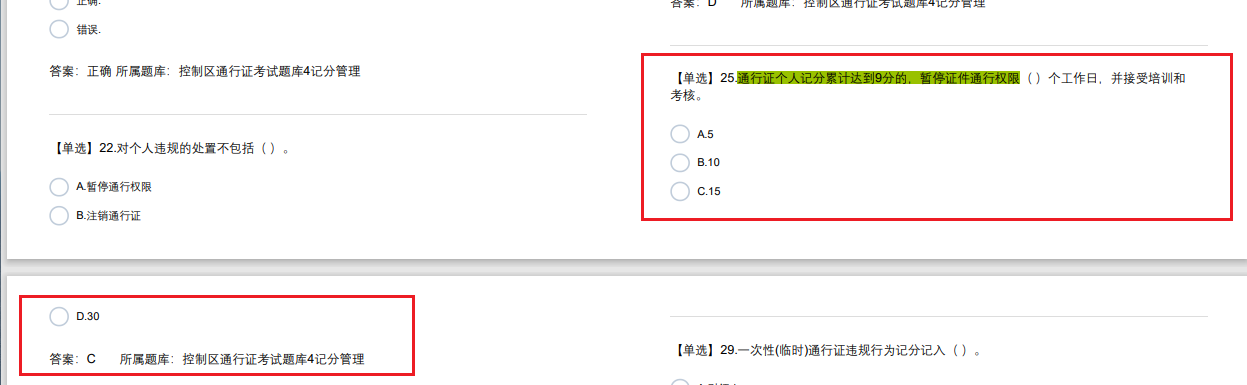 正确.
错误.
答案：正确 所属题库：控制区通行证考试题库4记分管理
【单选】22.对个人违规的处置不包括（ ）。
A.暂停通行权限
B.注销通行证
答案：D 所属题库：控制区通行证考试题库4记分管理
【单选】25.通行证个人记分累计达到9分的，暂停证件通行权限（ ）个工作日，并接受培训和
考核。
A.5
B.10
C.15
D.30
答案：C 所属题库：控制区通行证考试题库4记分管理
【单选】29.一次性(临时)通行证违规行为记分记入（ ）。